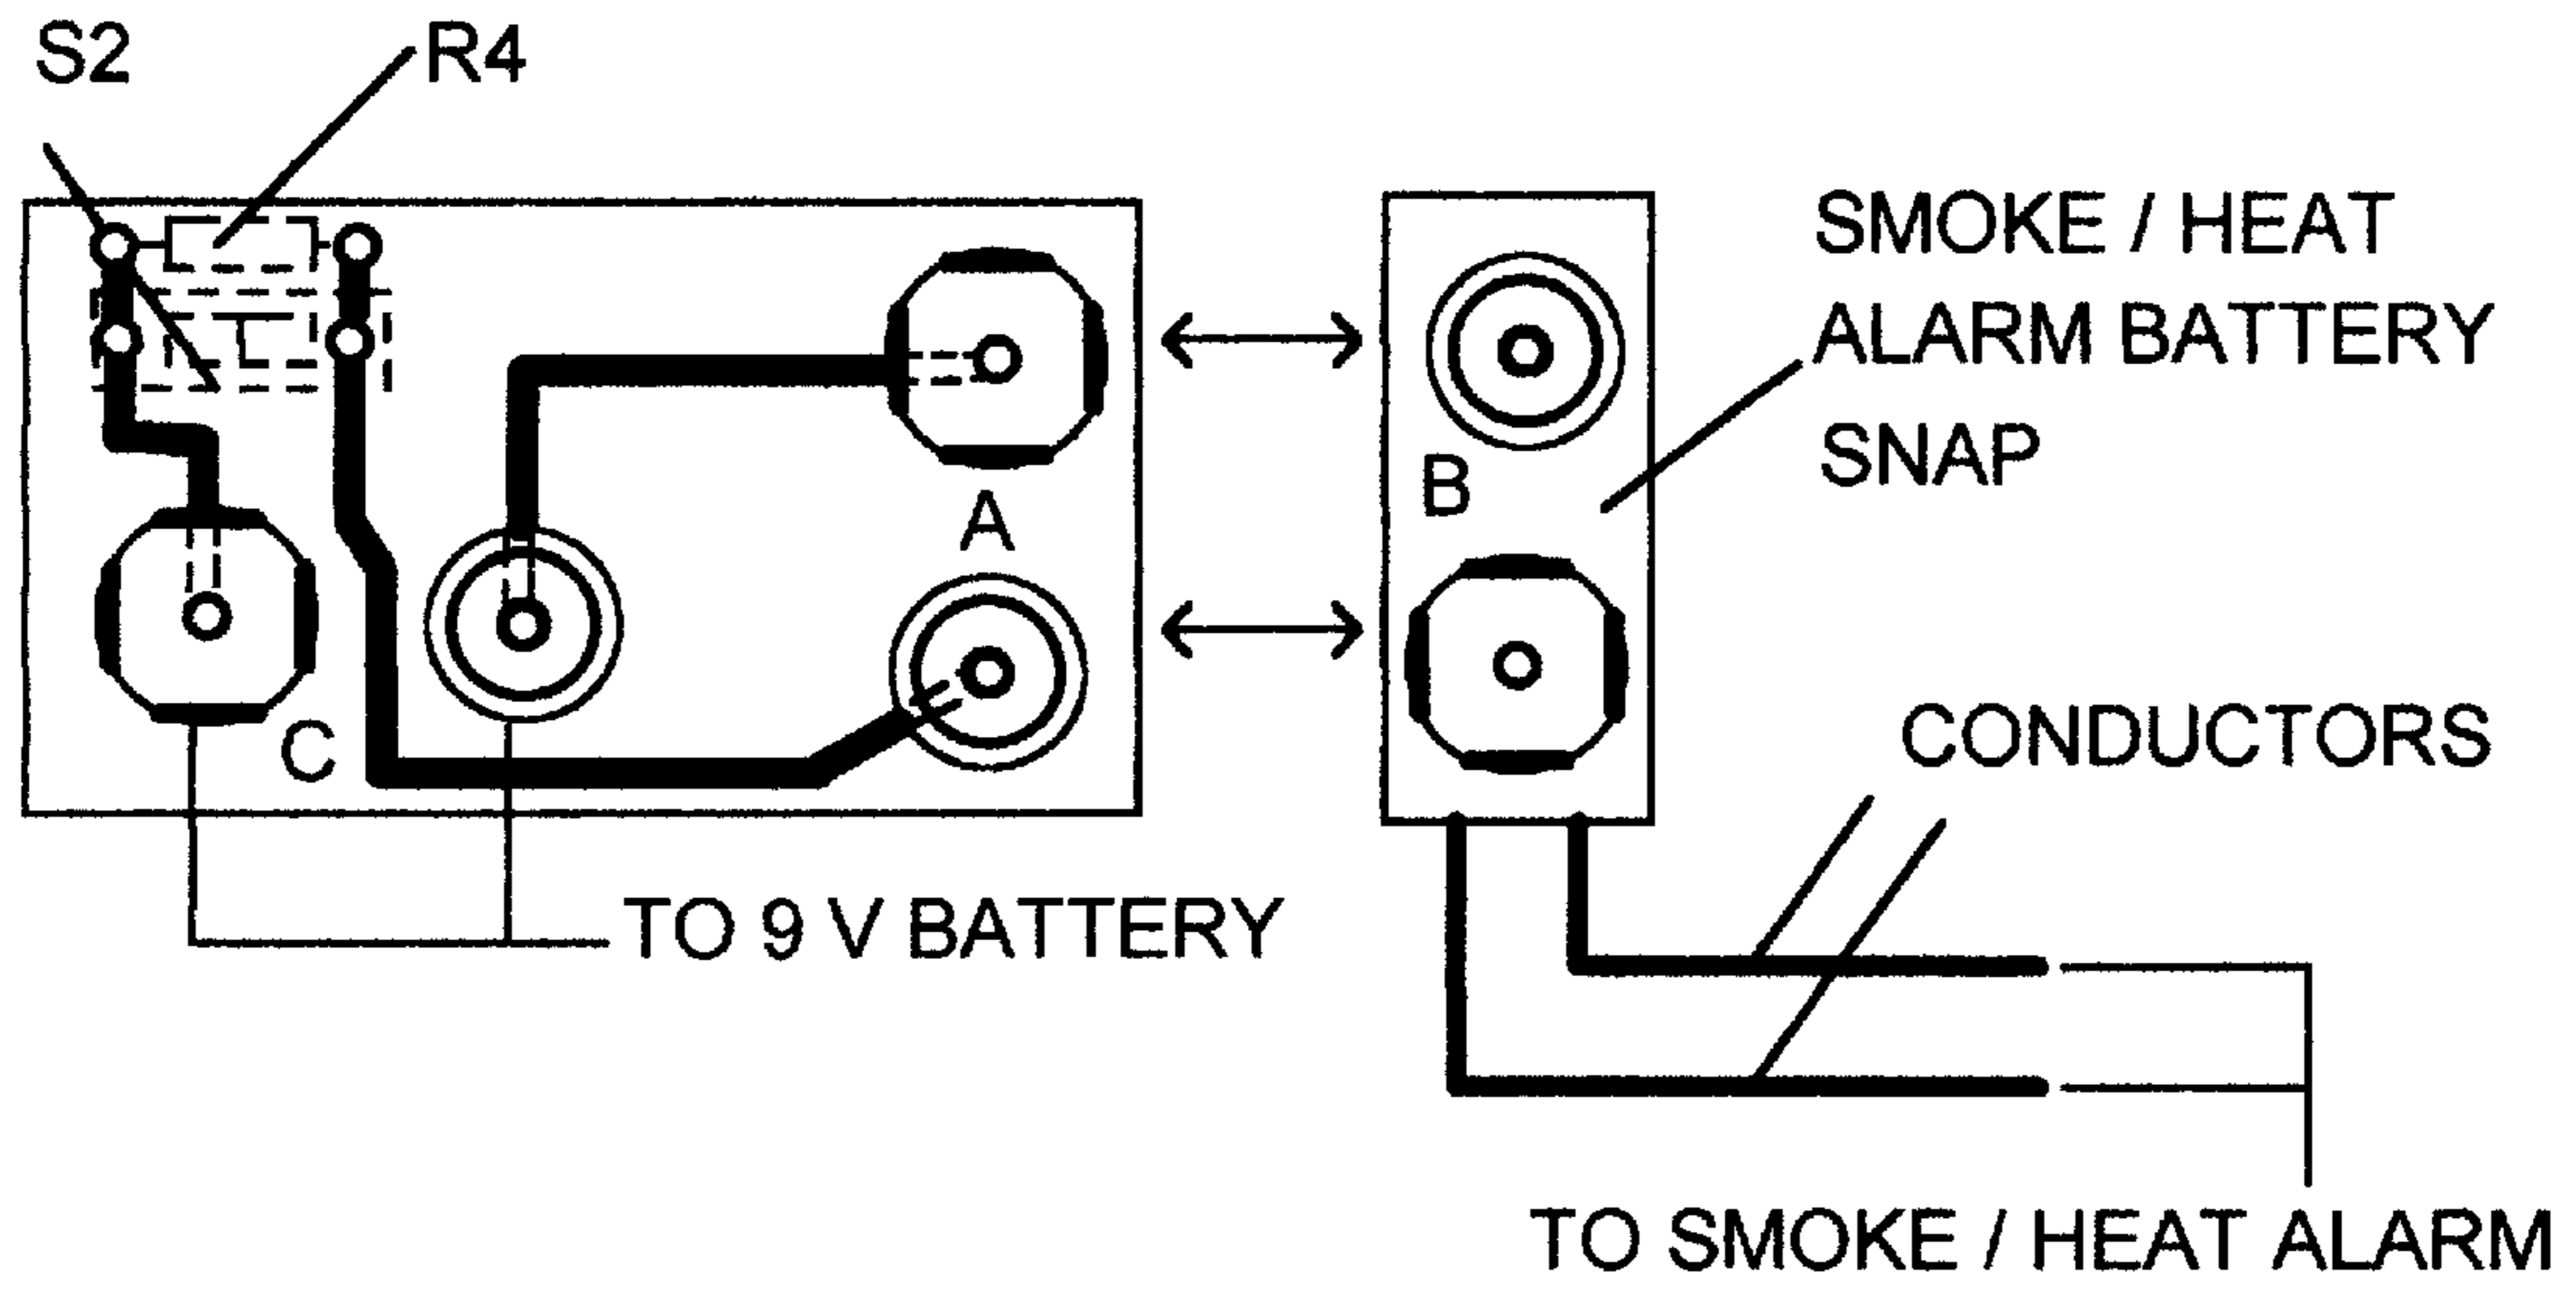 S2
R4
SMOKE / HEAT
ALARM BATTERY
SNAP
A
B
C
CONDUCTORS
TO 9 V BATTERY
TO SMOKE / HEAT ALARM